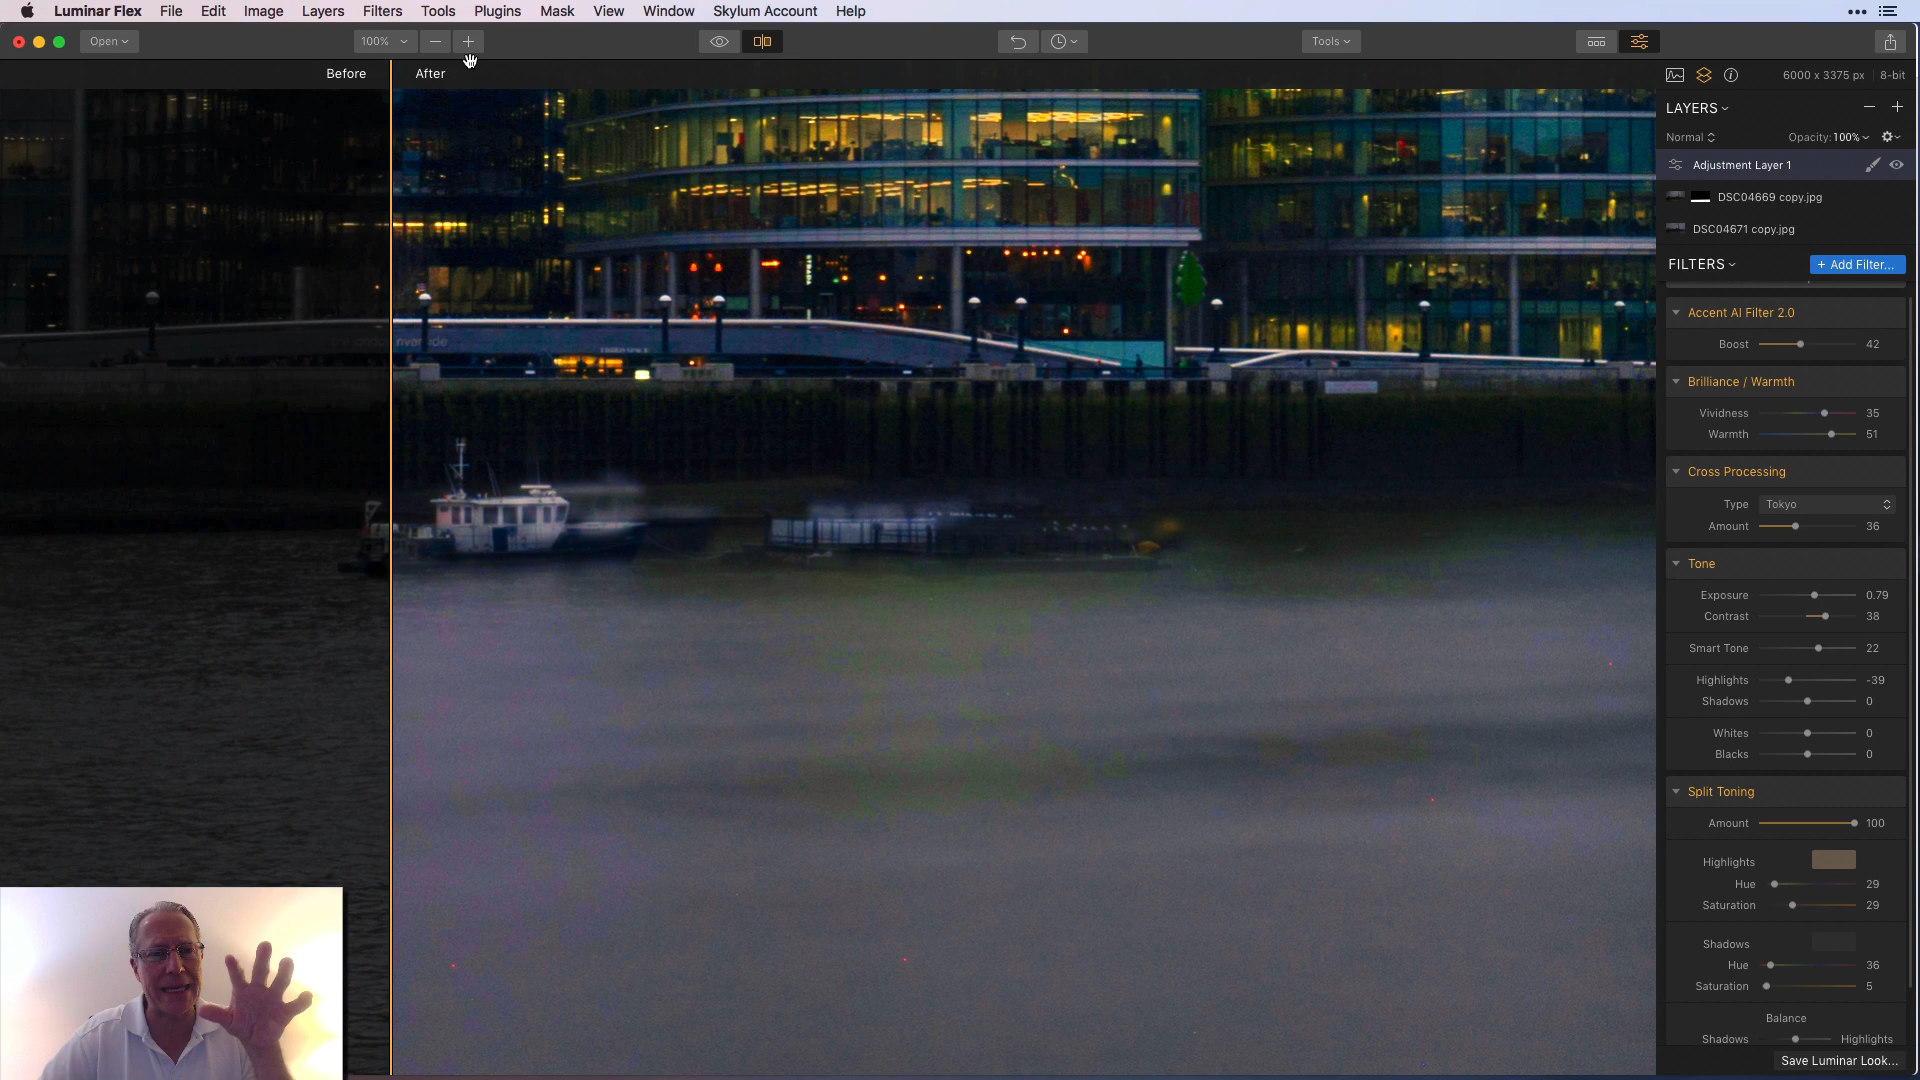 Luminar Flex File Edit Image Layers Filters Tools Plugins Mask View Window Skylum Account Help
Open 100% Tools
Before After 6000 x 3375 px 8-bit
LAYERS
Normal Opacity: 100%
Adjustment Layer 1
DSC04669 copy.jpg
DSC04671 copy.jpg
FILTERS + Add Filter...
Accent AI Filter 2.0
Boost 42
Brilliance / Warmth
Vividness 35
Warmth 51
Cross Processing
Type Tokyo
Amount 36
Tone
Exposure 0.79
Contrast 38
Smart Tone 22
Highlights -39
Shadows 0
Whites 0
Blacks 0
Split Toning
Amount 100
Highlights
Hue 29
Saturation 29
Shadows
Hue 36
Saturation 5
Balance
Shadows Highlights
Save Luminar Look...